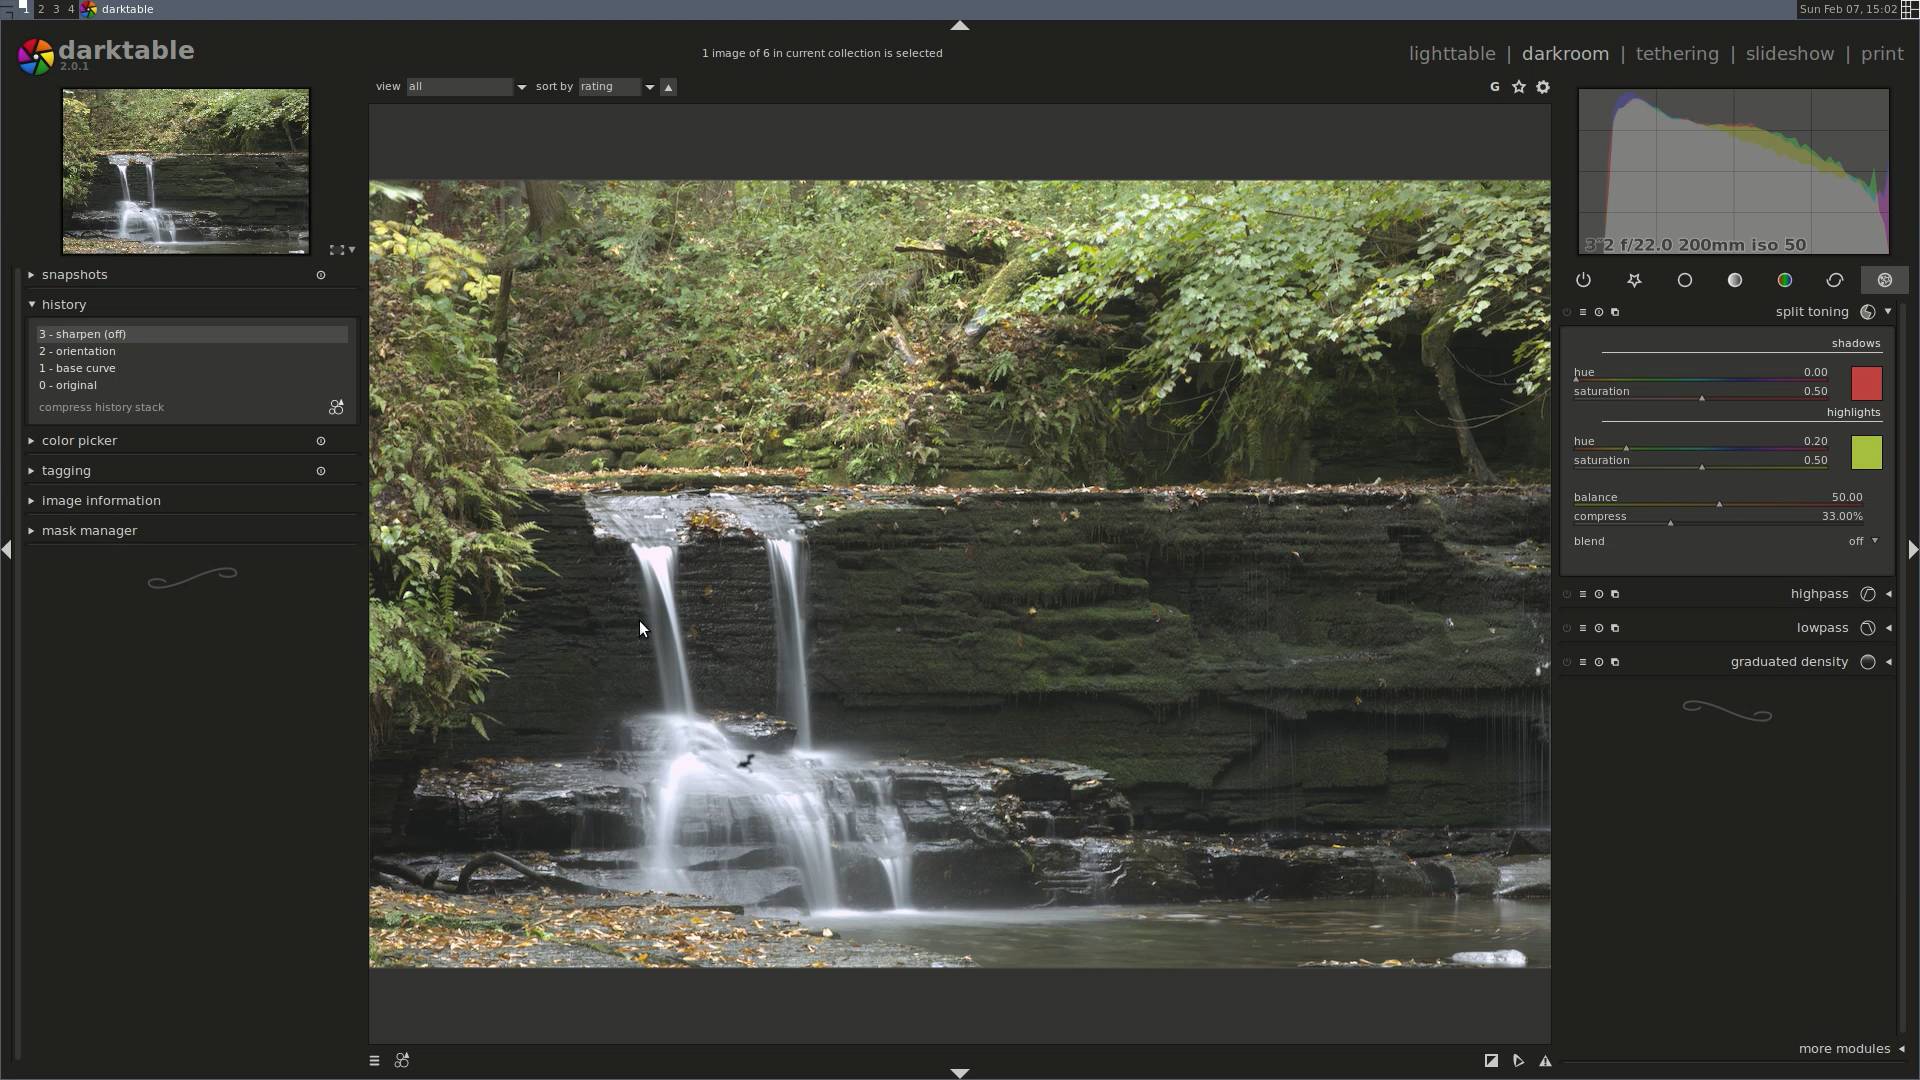 1 2 3 4 darktable
Sun Feb 07, 15:02
darktable
2.0.1
1 image of 6 in current collection is selected
lighttable | darkroom | tethering | slideshow | print
view all sort by rating
G
3"2 f/22.0 200mm iso 50
snapshots
history
3 - sharpen (off)
2 - orientation
1 - base curve
0 - original
compress history stack
color picker
tagging
image information
mask manager
split toning
shadows
hue 0.00
saturation 0.50
highlights
hue 0.20
saturation 0.50
balance 50.00
compress 33.00%
blend off
highpass
lowpass
graduated density
more modules